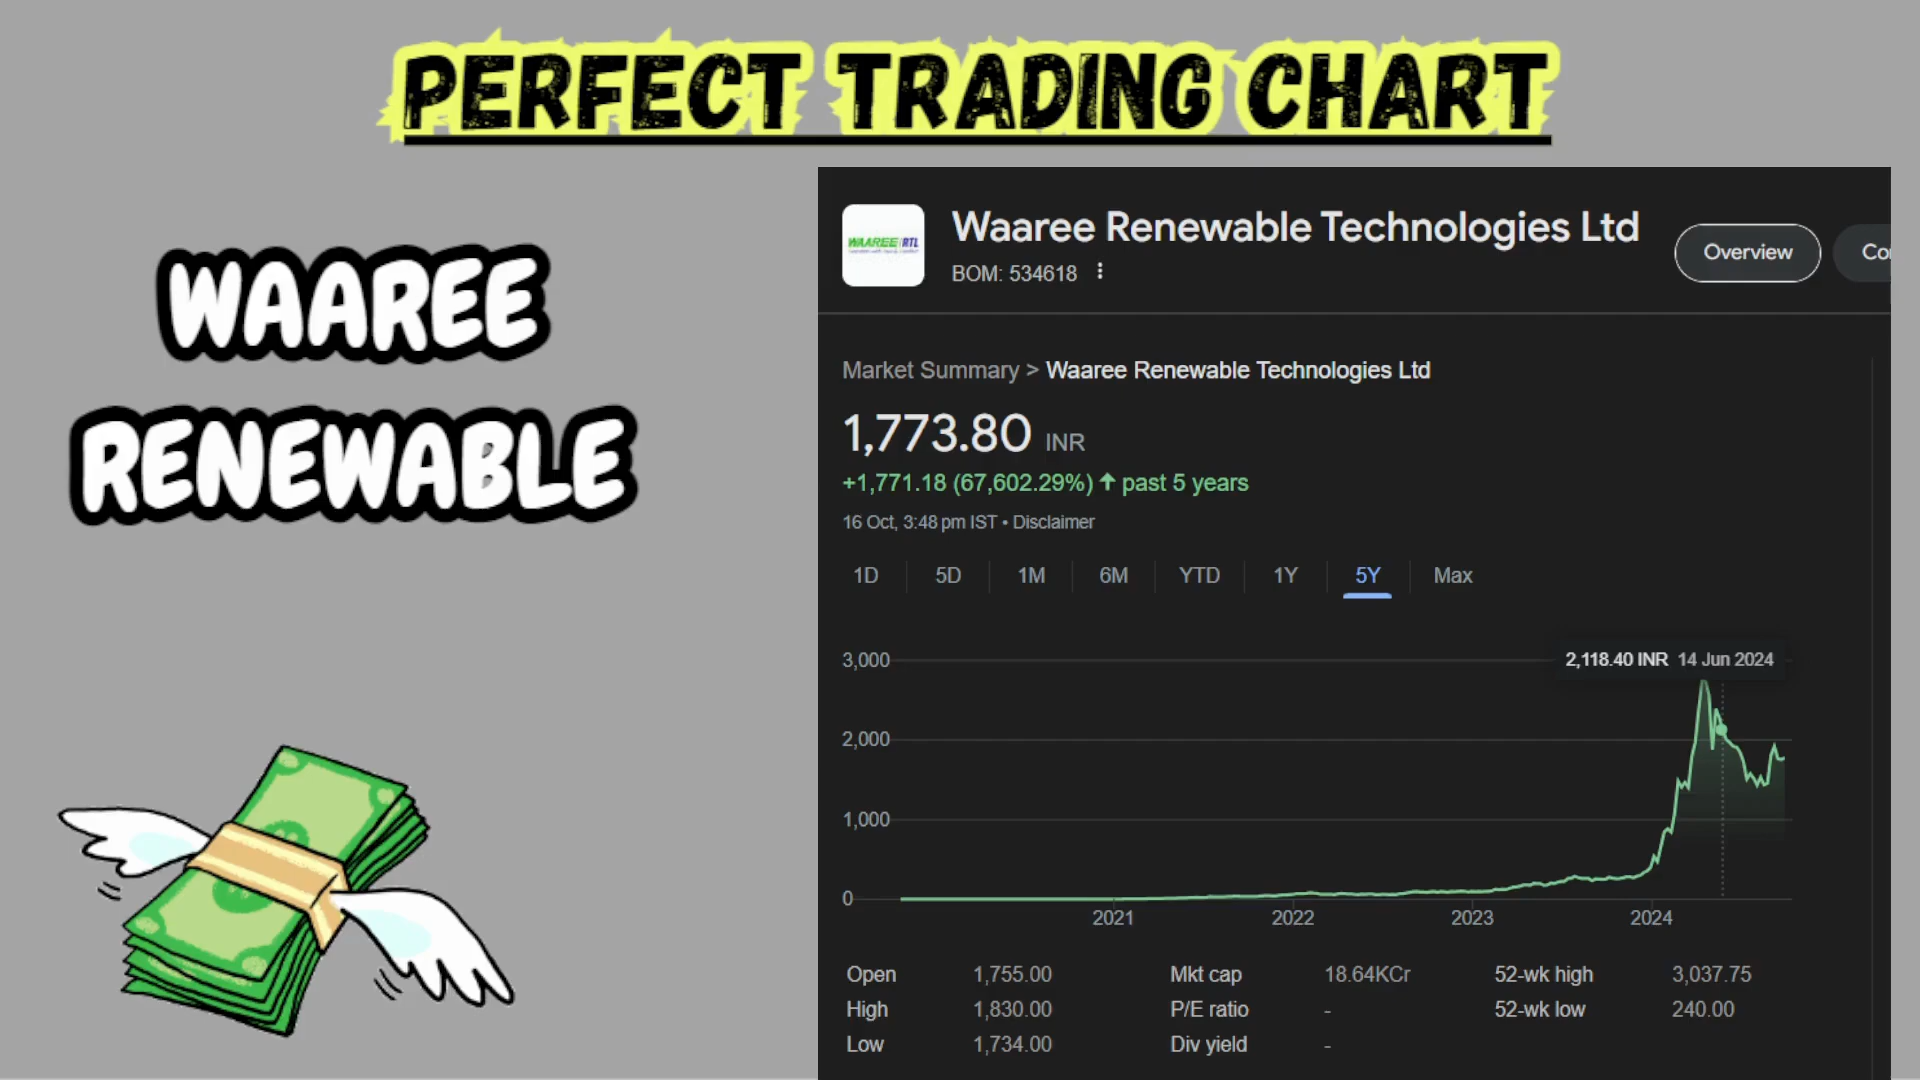 PERFECT TRADING CHART
WAAREE
RENEWABLE
WAAREE RTL
Waaree Renewable Technologies Ltd
BOM: 534618
Overview
Co
Market Summary > Waaree Renewable Technologies Ltd
1,773.80 INR
+1,771.18 (67,602.29%) ↑ past 5 years
16 Oct, 3:48 pm IST • Disclaimer
1D 5D 1M 6M YTD 1Y 5Y Max
2,118.40 INR 14 Jun 2024
3,000
2,000
1,000
0
2021 2022 2023 2024
Open 1,755.00 Mkt cap 18.64KCr 52-wk high 3,037.75
High 1,830.00 P/E ratio - 52-wk low 240.00
Low 1,734.00 Div yield -